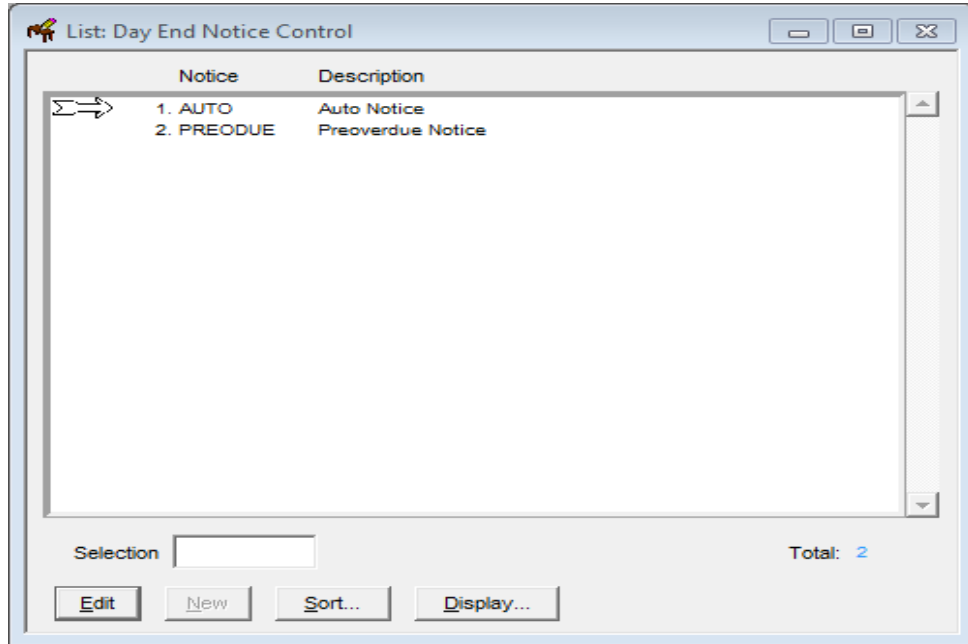 List: Day End Notice Control
Notice Description
1. AUTO Auto Notice
2. PREODUE Preoverdue Notice
Selection Total: 2
Edit New Sort... Display...